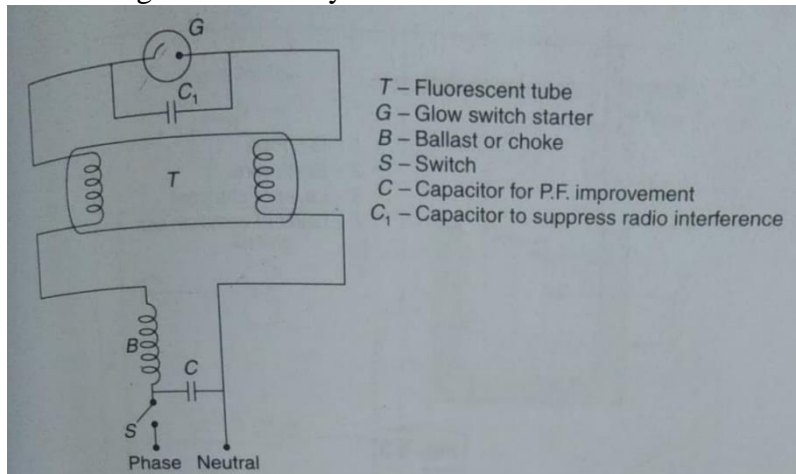 G
C₁
T
B
C
S
Phase Neutral
T – Fluorescent tube
G – Glow switch starter
B – Ballast or choke
S – Switch
C – Capacitor for P.F. improvement
C₁ – Capacitor to suppress radio interference